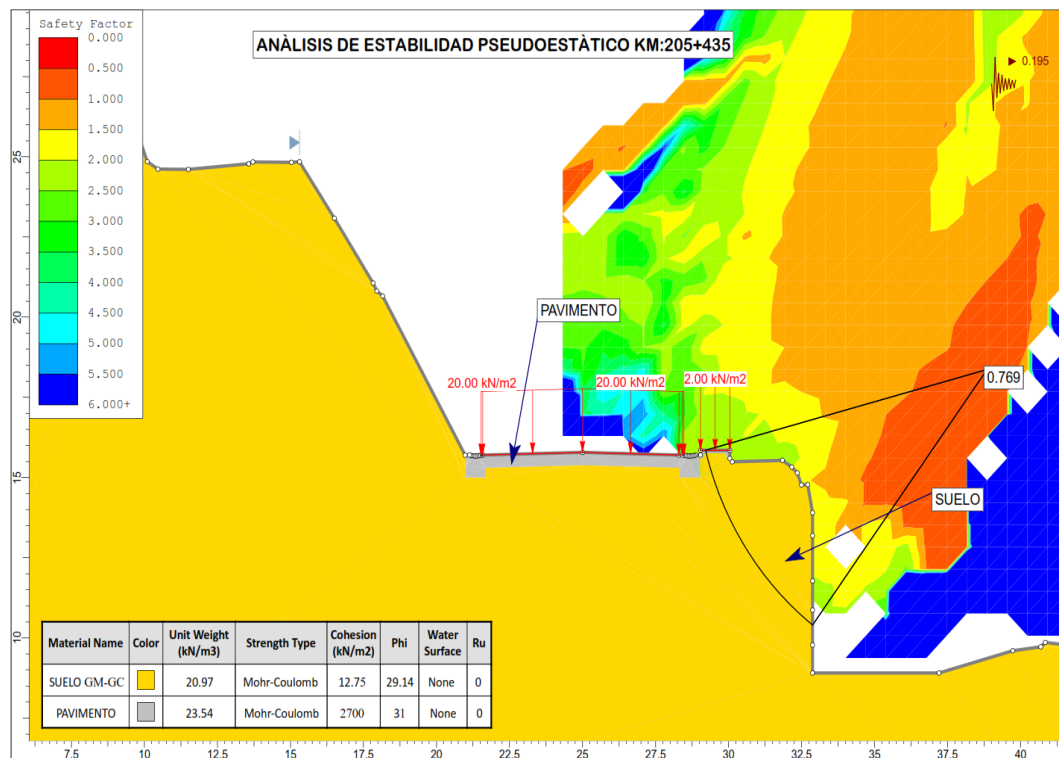 Safety Factor
0.000
0.500
1.000
1.500
2.000
2.500
3.000
3.500
4.000
4.500
5.000
5.500
6.000+
ANÀLISIS DE ESTABILIDAD PSEUDOESTÀTICO KM:205+435
0.195
PAVIMENTO
20.00 kN/m2
20.00 kN/m2
2.00 kN/m2
0.769
SUELO
Material Name Color Unit Weight (kN/m3) Strength Type Cohesion (kN/m2) Phi Water Surface Ru
SUELO GM-GC 20.97 Mohr-Coulomb 12.75 29.14 None 0
PAVIMENTO 23.54 Mohr-Coulomb 2700 31 None 0
25
20
15
10
7.5 10 12.5 15 17.5 20 22.5 25 27.5 30 32.5 35 37.5 40